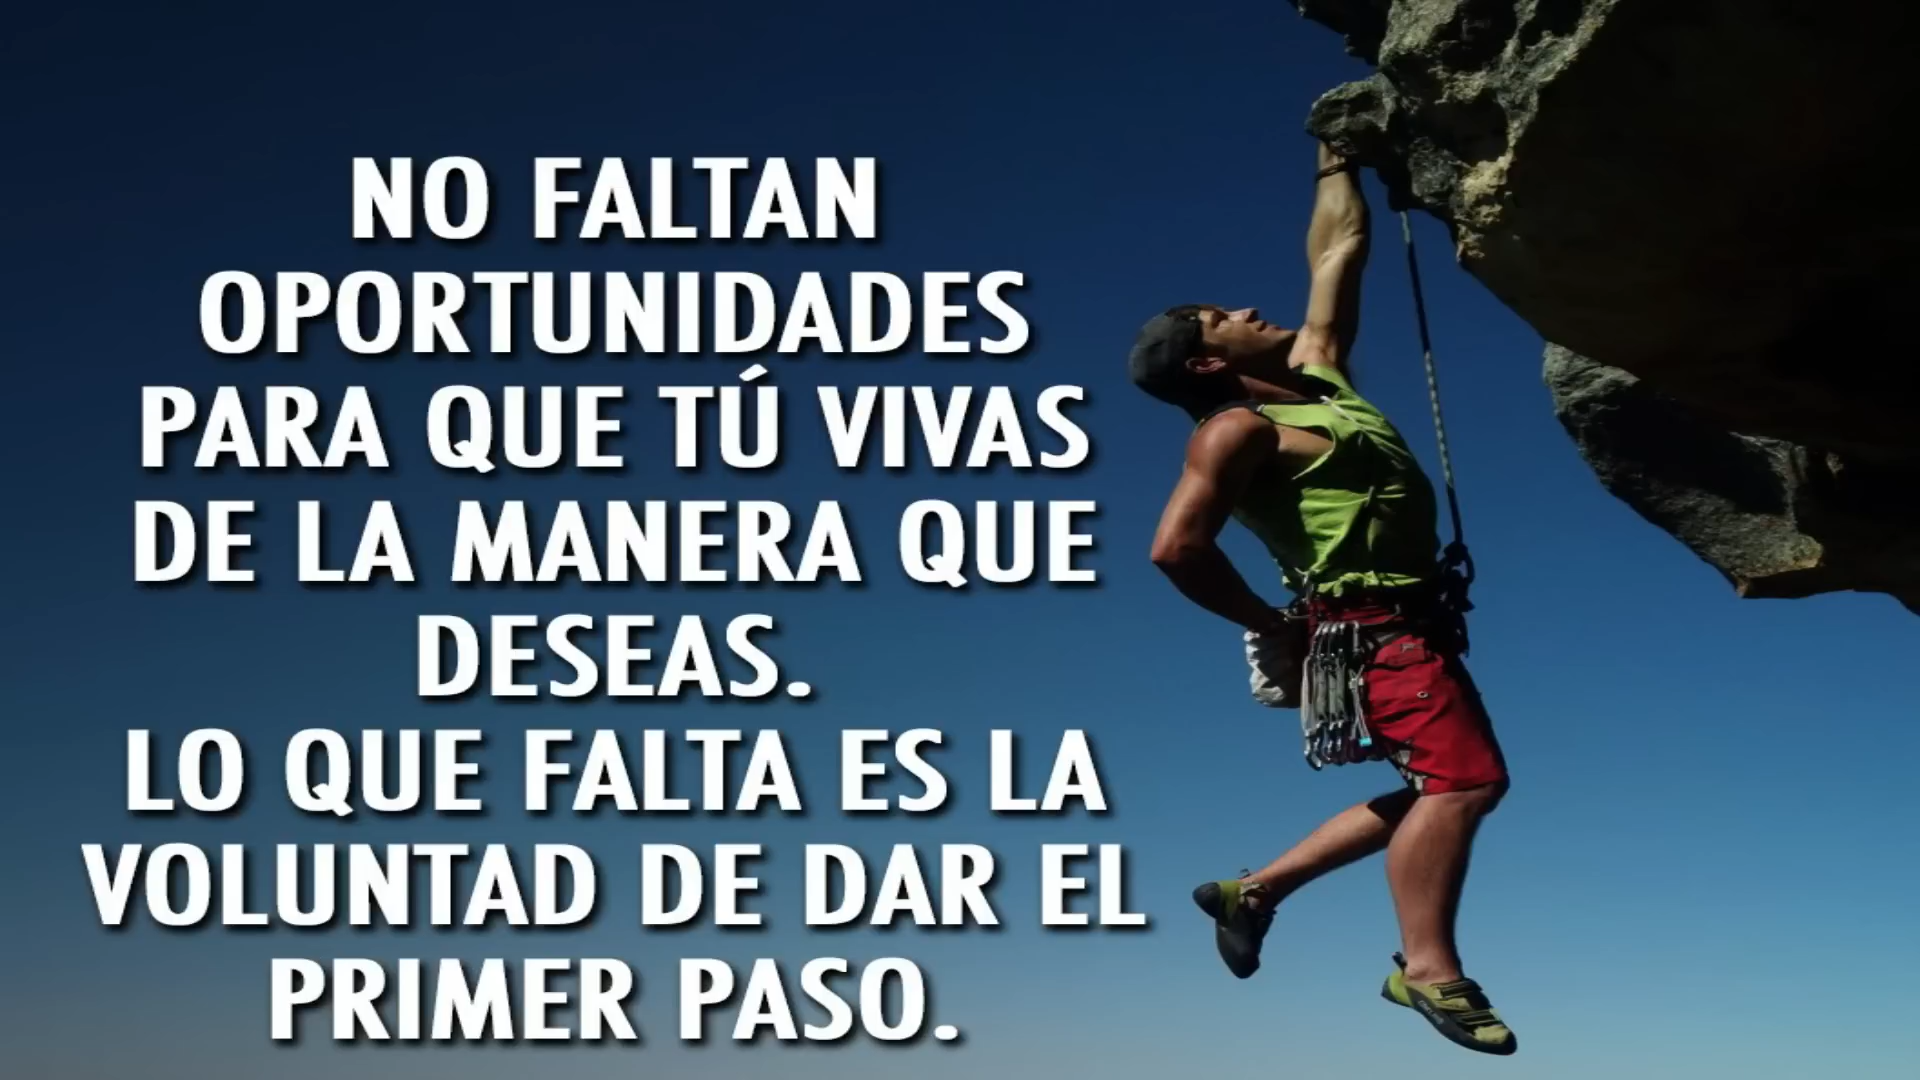 NO FALTAN
OPORTUNIDADES
PARA QUE TÚ VIVAS
DE LA MANERA QUE
DESEAS.
LO QUE FALTA ES LA
VOLUNTAD DE DAR EL
PRIMER PASO.